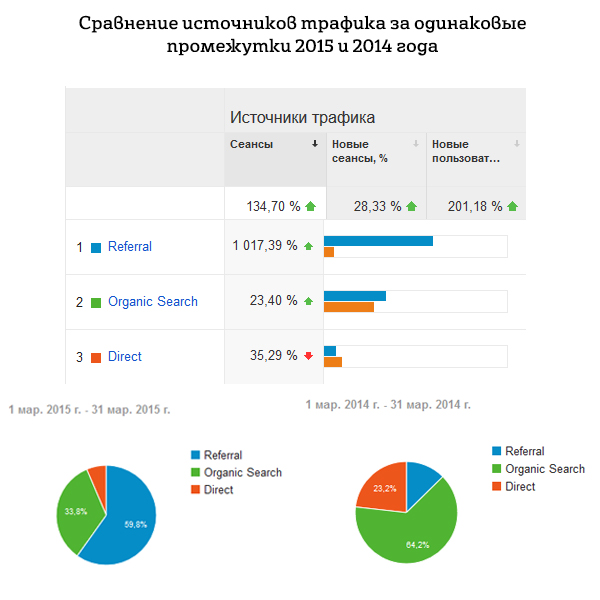 Сравнение источников трафика за одинаковые
промежутки 2015 и 2014 года
Источники трафика
Сеансы
Новые
сеансы, %
Новые
пользоват...
134,70 %
28,33 %
201,18 %
1 Referral 1 017,39 %
2 Organic Search 23,40 %
3 Direct 35,29 %
1 мар. 2015 г. - 31 мар. 2015 г.
1 мар. 2014 г. - 31 мар. 2014 г.
Referral
Organic Search
Direct
33,8%
59,8%
Referral
Organic Search
Direct
23,2%
64,2%